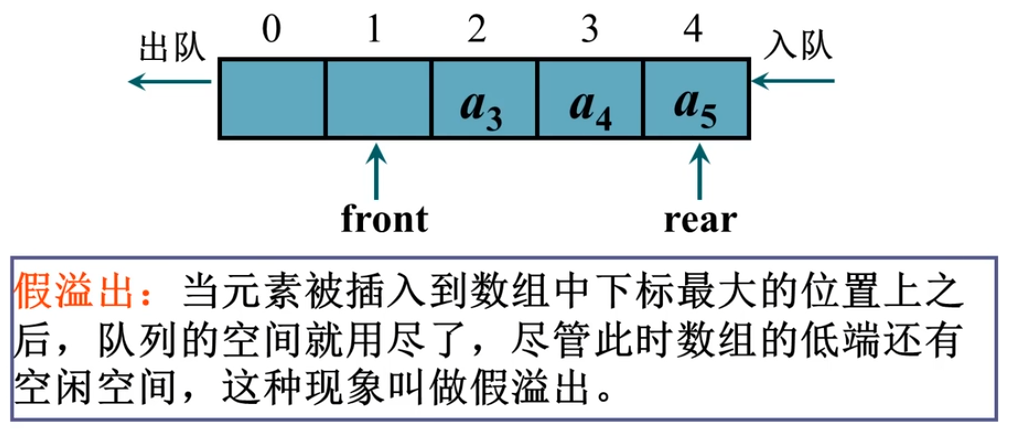 0 1 2 3 4
出队 入队
a3 a4 a5
front rear
假溢出：当元素被插入到数组中下标最大的位置上之
后，队列的空间就用尽了，尽管此时数组的低端还有
空闲空间，这种现象叫做假溢出。